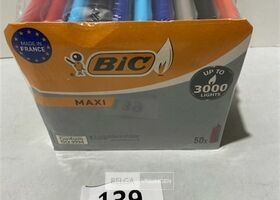 MADE IN
FRANCE
BIC
MAXI
UP TO
3000
LIGHTS
50x
139